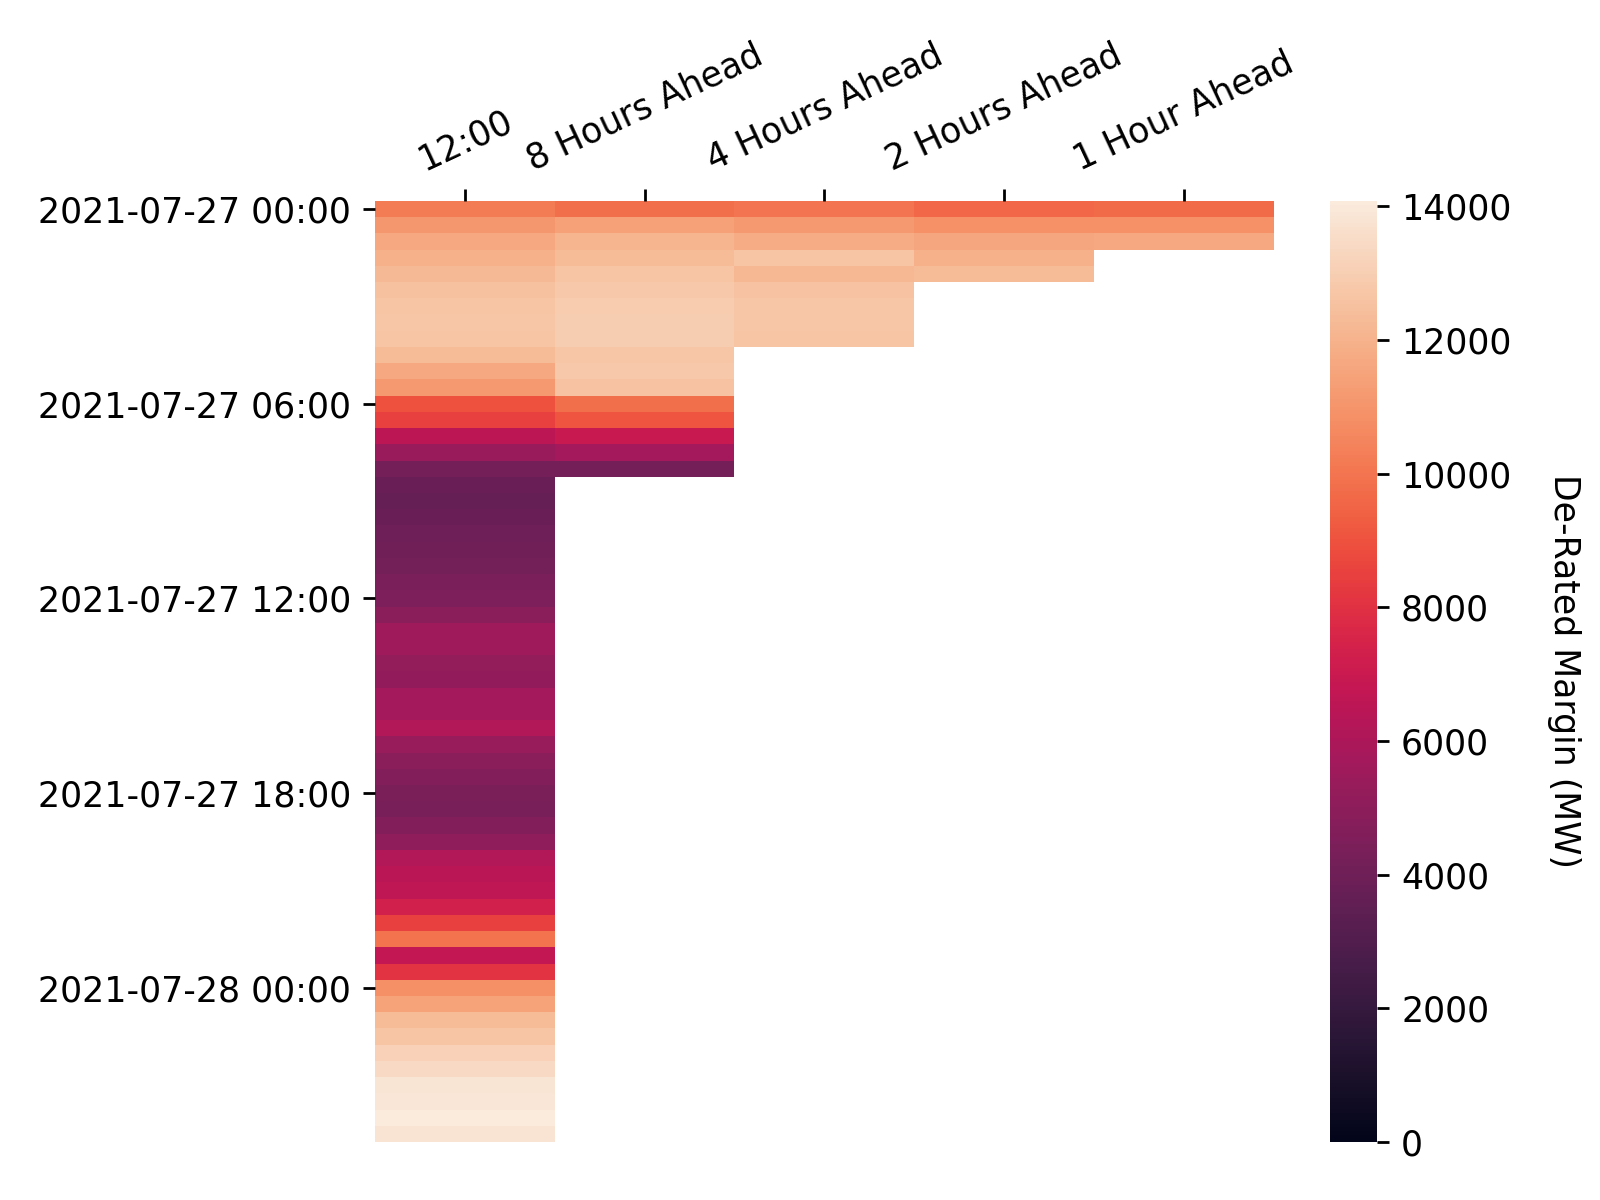 12:00
8 Hours Ahead
4 Hours Ahead
2 Hours Ahead
1 Hour Ahead
2021-07-27 00:00
2021-07-27 06:00
2021-07-27 12:00
2021-07-27 18:00
2021-07-28 00:00
14000
12000
10000
8000
6000
4000
2000
0
De-Rated Margin (MW)